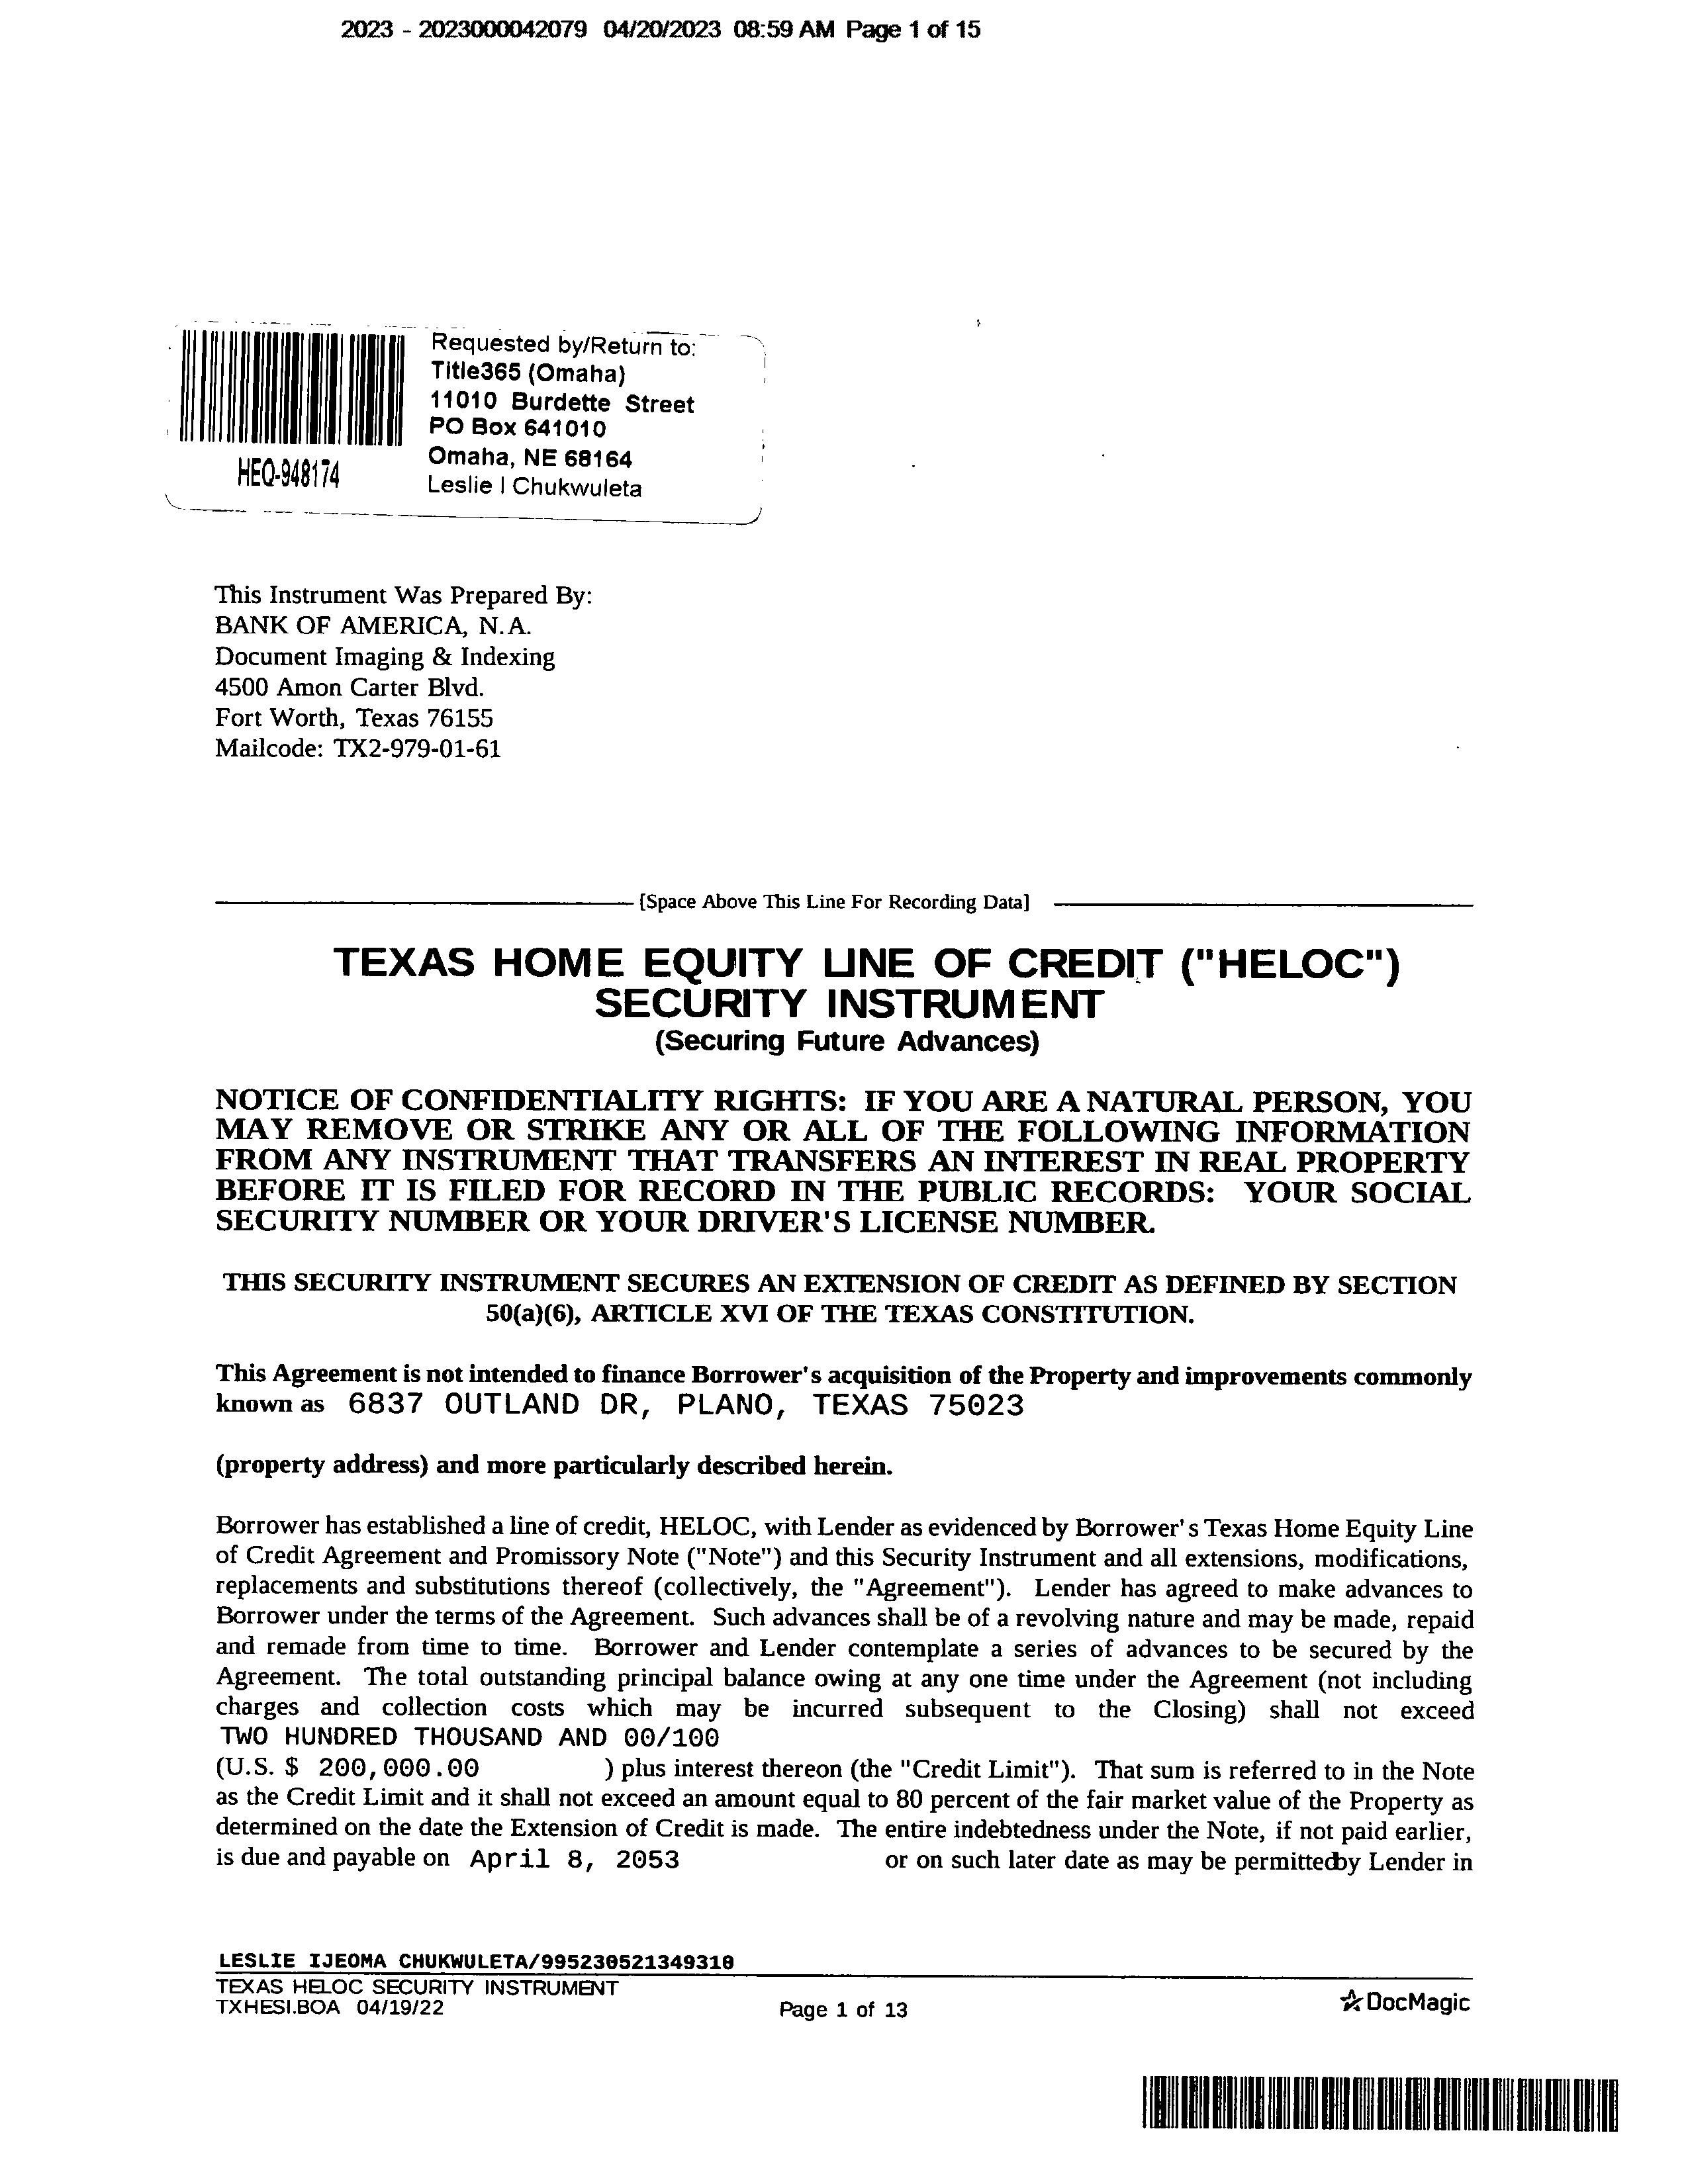 2023 - 2023000042079 04/20/2023 08:59 AM Page 1 of 15
Requested by/Return to:
Title365 (Omaha)
11010 Burdette Street
PO Box 641010
Omaha, NE 68164
Leslie I Chukwuleta
HEQ-948174
This Instrument Was Prepared By:
BANK OF AMERICA, N.A.
Document Imaging & Indexing
4500 Amon Carter Blvd.
Fort Worth, Texas 76155
Mailcode: TX2-979-01-61
[Space Above This Line For Recording Data]
TEXAS HOME EQUITY LINE OF CREDIT ("HELOC")
SECURITY INSTRUMENT
(Securing Future Advances)
NOTICE OF CONFIDENTIALITY RIGHTS: IF YOU ARE A NATURAL PERSON, YOU
MAY REMOVE OR STRIKE ANY OR ALL OF THE FOLLOWING INFORMATION
FROM ANY INSTRUMENT THAT TRANSFERS AN INTEREST IN REAL PROPERTY
BEFORE IT IS FILED FOR RECORD IN THE PUBLIC RECORDS: YOUR SOCIAL
SECURITY NUMBER OR YOUR DRIVER'S LICENSE NUMBER.
THIS SECURITY INSTRUMENT SECURES AN EXTENSION OF CREDIT AS DEFINED BY SECTION
50(a)(6), ARTICLE XVI OF THE TEXAS CONSTITUTION.
This Agreement is not intended to finance Borrower's acquisition of the Property and improvements commonly
known as 6837 OUTLAND DR, PLANO, TEXAS 75023
(property address) and more particularly described herein.
Borrower has established a line of credit, HELOC, with Lender as evidenced by Borrower's Texas Home Equity Line
of Credit Agreement and Promissory Note ("Note") and this Security Instrument and all extensions, modifications,
replacements and substitutions thereof (collectively, the "Agreement"). Lender has agreed to make advances to
Borrower under the terms of the Agreement. Such advances shall be of a revolving nature and may be made, repaid
and remade from time to time. Borrower and Lender contemplate a series of advances to be secured by the
Agreement. The total outstanding principal balance owing at any one time under the Agreement (not including
charges and collection costs which may be incurred subsequent to the Closing) shall not exceed
TWO HUNDRED THOUSAND AND 00/100
(U.S. $ 200,000.00 ) plus interest thereon (the "Credit Limit"). That sum is referred to in the Note
as the Credit Limit and it shall not exceed an amount equal to 80 percent of the fair market value of the Property as
determined on the date the Extension of Credit is made. The entire indebtedness under the Note, if not paid earlier,
is due and payable on April 8, 2053 or on such later date as may be permitted by Lender in
LESLIE IJEOMA CHUKWULETA/995230521349310
TEXAS HELOC SECURITY INSTRUMENT
TXHESI.BOA 04/19/22
Page 1 of 13
DocMagic